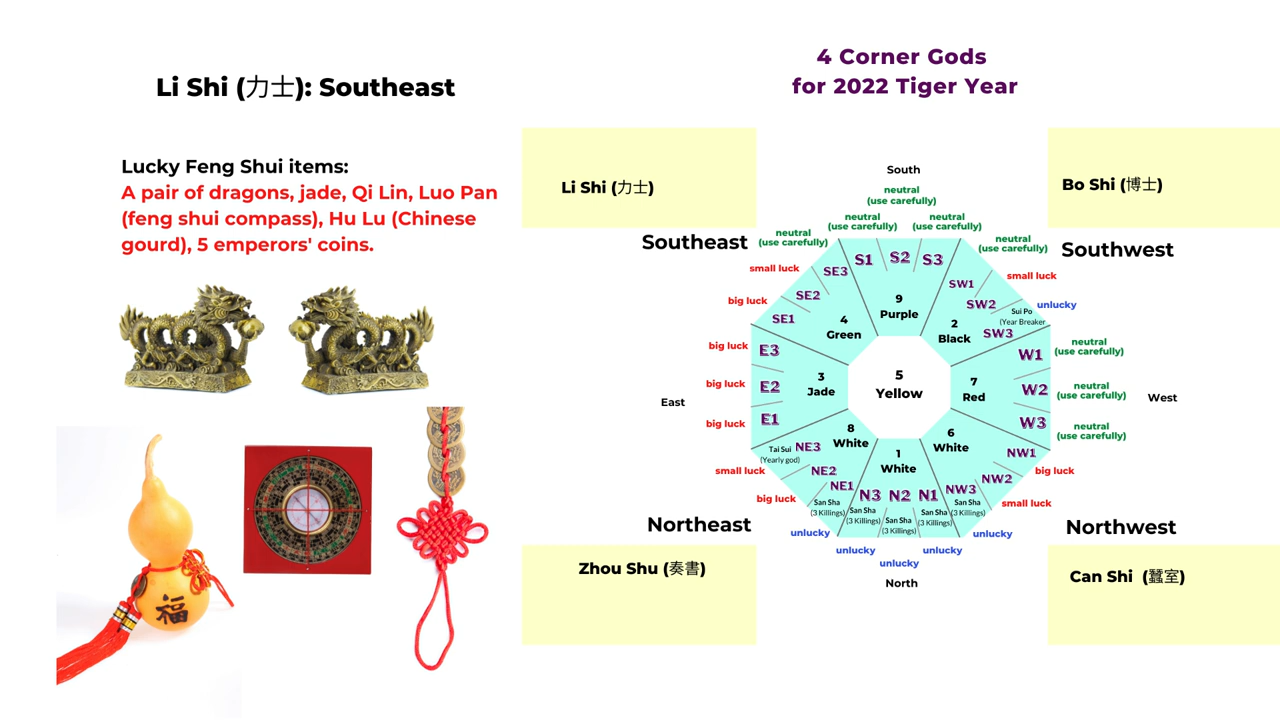 Li Shi (力士): Southeast
Lucky Feng Shui items:
A pair of dragons, jade, Qi Lin, Luo Pan
(feng shui compass), Hu Lu (Chinese
gourd), 5 emperors' coins.
福
4 Corner Gods
for 2022 Tiger Year
Li Shi (力士)
Bo Shi (博士)
Southeast
Southwest
South
neutral
(use carefully)
neutral
(use carefully)
neutral
(use carefully)
neutral
(use carefully)
neutral
(use carefully)
small luck
big luck
big luck
big luck
big luck
small luck
big luck
unlucky
small luck
unlucky
neutral
(use carefully)
neutral
(use carefully)
neutral
(use carefully)
big luck
small luck
unlucky
unlucky
unlucky
unlucky
East
West
North
SE3
SE2
SE1
4
Green
S1
S2
S3
9
Purple
SW1
SW2
Sui Po
(Year Breaker
SW3
2
Black
E3
E2
E1
3
Jade
5
Yellow
W1
W2
W3
7
Red
Tai Sui
(Yearly god)
NE3
NE2
NE1
San Sha
(3 Killings)
8
White
N3
San Sha
(3 Killings)
N2
San Sha
(3 Killings)
N1
San Sha
(3 Killings)
1
White
NW1
NW2
NW3
San Sha
(3 Killings)
6
White
Northeast
Northwest
Zhou Shu (奏書)
Can Shi (蠶室)